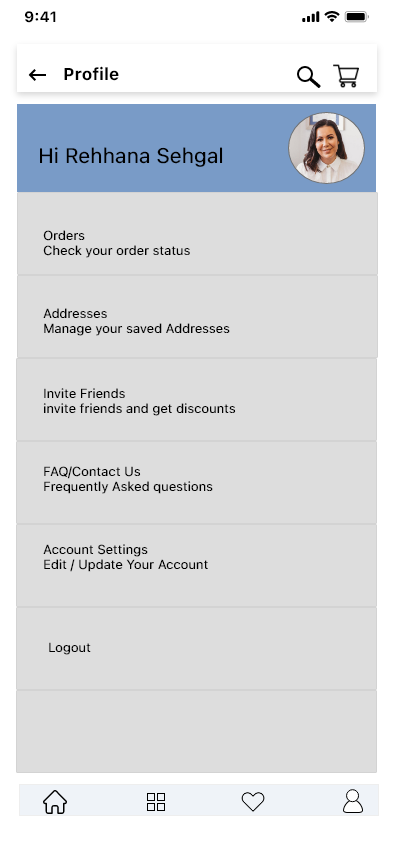 9:41
Profile
Hi Rehhana Sehgal
Orders
Check your order status
Addresses
Manage your saved Addresses
Invite Friends
invite friends and get discounts
FAQ/Contact Us
Frequently Asked questions
Account Settings
Edit / Update Your Account
Logout